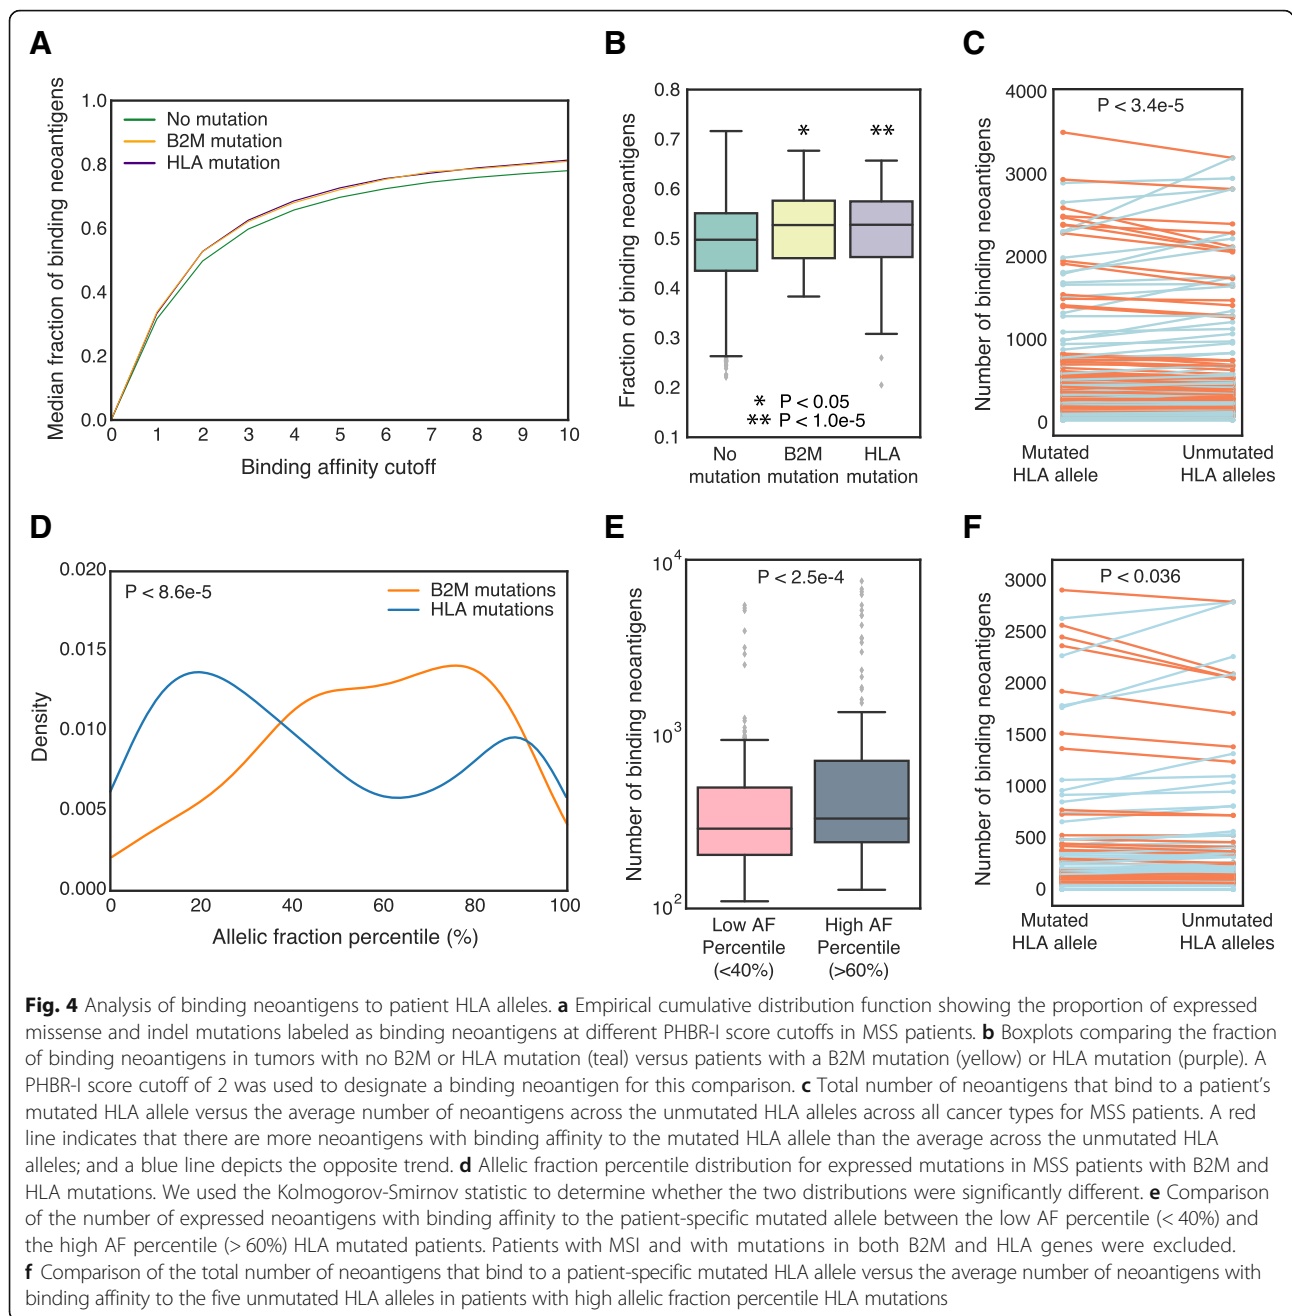 A
Median fraction of binding neoantigens
1.0
0.8
0.6
0.4
0.2
0.0
No mutation
B2M mutation
HLA mutation
0 1 2 3 4 5 6 7 8 9 10
Binding affinity cutoff
B
Fraction of binding neoantigens
0.8
0.7
0.6
0.5
0.4
0.3
0.2
0.1
*
**
* P < 0.05
** P < 1.0e-5
No mutation
B2M mutation
HLA mutation
C
Number of binding neoantigens
4000
3000
2000
1000
0
P < 3.4e-5
Mutated HLA allele
Unmutated HLA alleles
D
Density
0.020
0.015
0.010
0.005
0.000
P < 8.6e-5
B2M mutations
HLA mutations
0 20 40 60 80 100
Allelic fraction percentile (%)
E
Number of binding neoantigens
10^4
10^3
10^2
P < 2.5e-4
Low AF Percentile (<40%)
High AF Percentile (>60%)
F
Number of binding neoantigens
3000
2500
2000
1500
1000
500
0
P < 0.036
Mutated HLA allele
Unmutated HLA alleles
Fig. 4 Analysis of binding neoantigens to patient HLA alleles. a Empirical cumulative distribution function showing the proportion of expressed
missense and indel mutations labeled as binding neoantigens at different PHBR-I score cutoffs in MSS patients. b Boxplots comparing the fraction
of binding neoantigens in tumors with no B2M or HLA mutation (teal) versus patients with a B2M mutation (yellow) or HLA mutation (purple). A
PHBR-I score cutoff of 2 was used to designate a binding neoantigen for this comparison. c Total number of neoantigens that bind to a patient's
mutated HLA allele versus the average number of neoantigens across the unmutated HLA alleles across all cancer types for MSS patients. A red
line indicates that there are more neoantigens with binding affinity to the mutated HLA allele than the average across the unmutated HLA
alleles; and a blue line depicts the opposite trend. d Allelic fraction percentile distribution for expressed mutations in MSS patients with B2M and
HLA mutations. We used the Kolmogorov-Smirnov statistic to determine whether the two distributions were significantly different. e Comparison
of the number of expressed neoantigens with binding affinity to the patient-specific mutated allele between the low AF percentile (< 40%) and
the high AF percentile (> 60%) HLA mutated patients. Patients with MSI and with mutations in both B2M and HLA genes were excluded.
f Comparison of the total number of neoantigens that bind to a patient-specific mutated HLA allele versus the average number of neoantigens with
binding affinity to the five unmutated HLA alleles in patients with high allelic fraction percentile HLA mutations